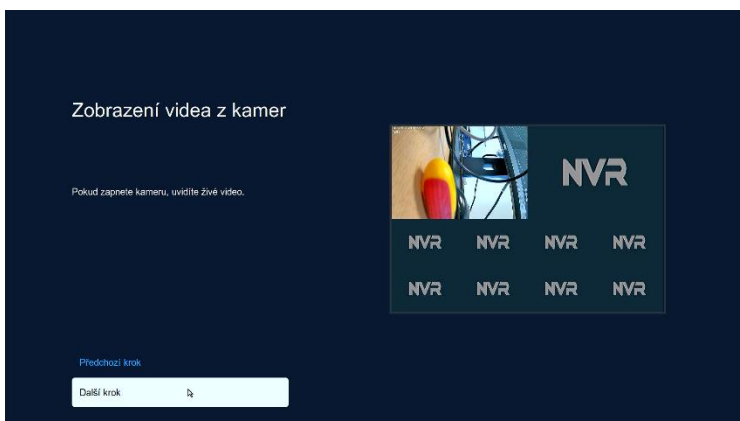 Zobrazení videa z kamer
Pokud zapnete kameru, uvidíte živé video.
NVR
NVR NVR NVR NVR
NVR NVR NVR NVR
Předchozí krok
Další krok